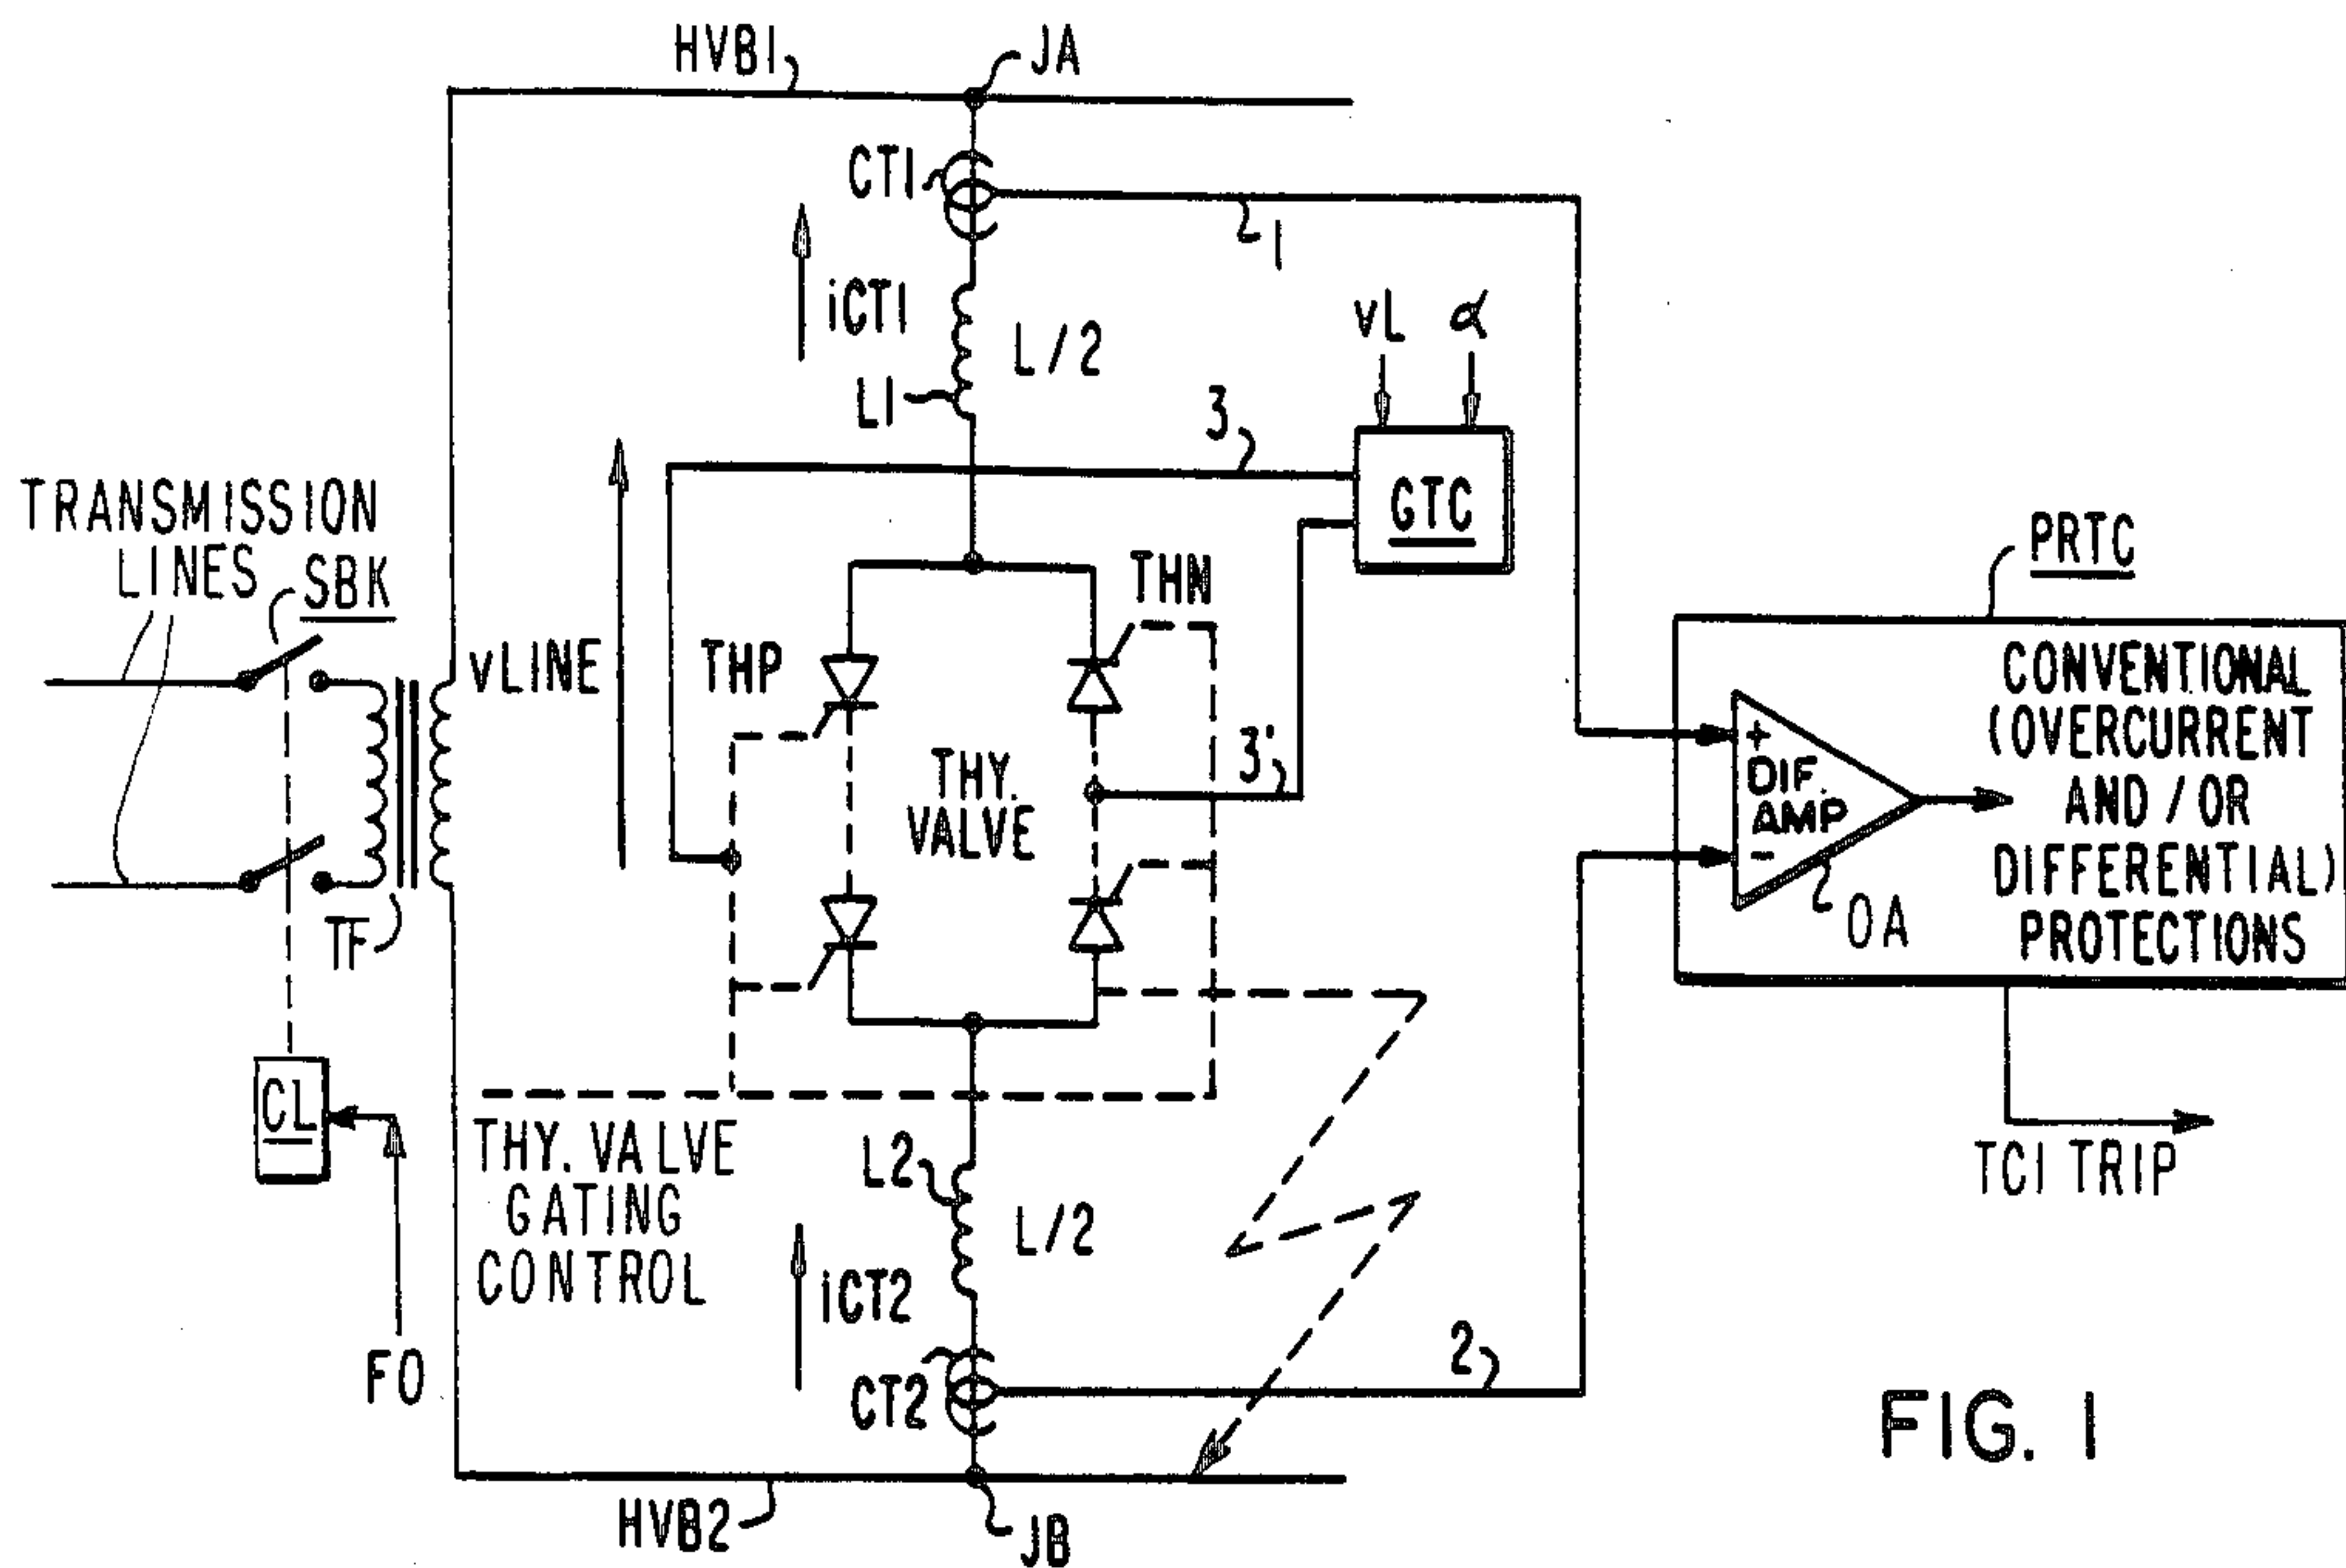 HVB1
JA
CT1
1
iCT1
L/2
L1
vL
α
3
GTC
TRANSMISSION
LINES
SBK
vLINE
THP
THN
THY.
VALVE
3'
PRTC
CONVENTIONAL
(OVERCURRENT
AND / OR
DIFFERENTIAL)
PROTECTIONS
+
DIF.
AMP
-
OA
TF
CL
FO
THY. VALVE
GATING
CONTROL
L2
L/2
iCT2
CT2
2
TCI TRIP
HVB2
JB
FIG. 1